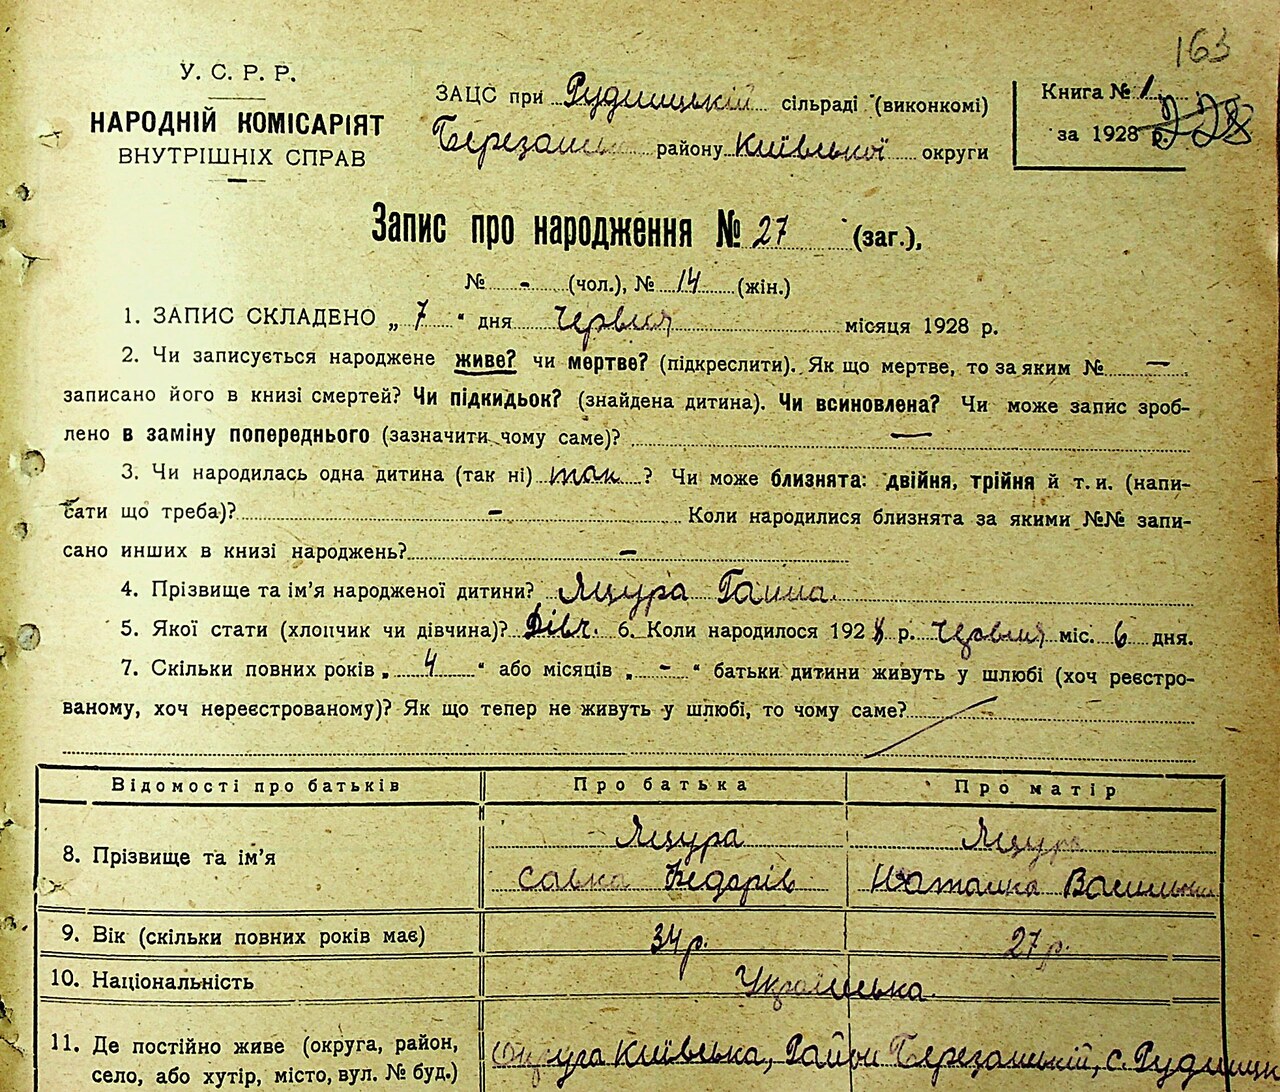 163
У. С. Р. Р.
НАРОДНІЙ КОМІСАРІЯТ
ВНУТРІШНІХ СПРАВ
ЗАЦС при Рудницькій сільраді (виконкомі)
Березансько району Київської округи
Книга № 1
за 1928 р. 228
Запис про народження № 27 (заг.),
№ - (чол.), № 14 (жін.)
1. ЗАПИС СКЛАДЕНО „ 7 “ дня Червня місяця 1928 р.
2. Чи записується народжене живе? чи мертве? (підкреслити). Як що мертве, то за яким № —
записано його в книзі смертей? Чи підкидьок? (знайдена дитина). Чи всиновлена? Чи може запис зроб-
лено в заміну попереднього (зазначити чому саме)? —
3. Чи народилась одна дитина (так ні) так ? Чи може близнята: двійня, трійня й т. и. (напи-
сати що треба)? - Коли народилися близнята за якими №№ запи-
сано инших в книзі народжень? -
4. Прізвище та ім’я народженої дитини? Яцура Ганна.
5. Якої стати (хлопчик чи дівчина)? Дівч. 6. Коли народилося 1928 р. Червня міс. 6 дня.
7. Скільки повних років „ 4 “ або місяців „ - “ батьки дитини живуть у шлюбі (хоч реєстро-
ваному, хоч нереєстрованому)? Як що тепер не живуть у шлюбі, то чому саме?
Відомості про батьків Про батька Про матір
8. Прізвище та ім’я Яцура Яцура
Савка Федорів Наталка Васильівн
9. Вік (скільки повних років має) 34 р. 27 р.
10. Національність Українська.
11. Де постійно живе (округа, район, Округа Київська, Район Березанський, с. Рудницьк
село, або хутір, місто, вул. № буд.)